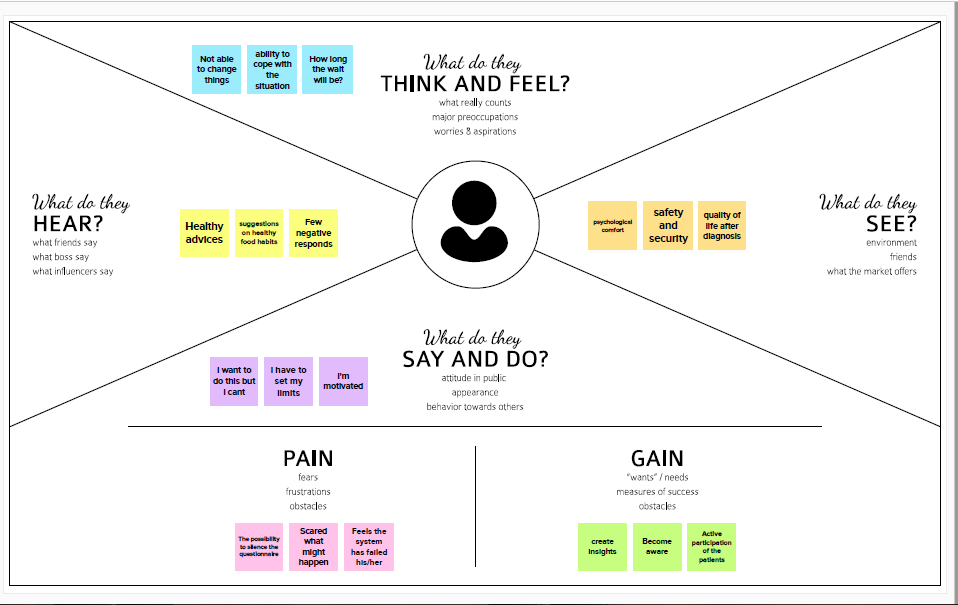 Not able
to change
things
ability to
cope with
the
situation
How long
the wait
will be?
What do they
THINK AND FEEL?
what really counts
major preoccupations
worries & aspirations
What do they
HEAR?
what friends say
what boss say
what influencers say
Healthy
advices
suggestions
on healthy
food habits
Few
negative
responds
psychological
comfort
safety
and
security
quality of
life after
diagnosis
What do they
SEE?
environment
friends
what the market offers
What do they
SAY AND DO?
attitude in public
appearance
behavior towards others
I want to
do this but
I cant
I have to
set my
limits
I'm
motivated
PAIN
fears
frustrations
obstacles
The possibility
to silence the
questionnaire
Scared
what
might
happen
Feels the
system
has failed
his/her
GAIN
"wants" / needs
measures of success
obstacles
create
insights
Become
aware
Active
participation
of the
patients